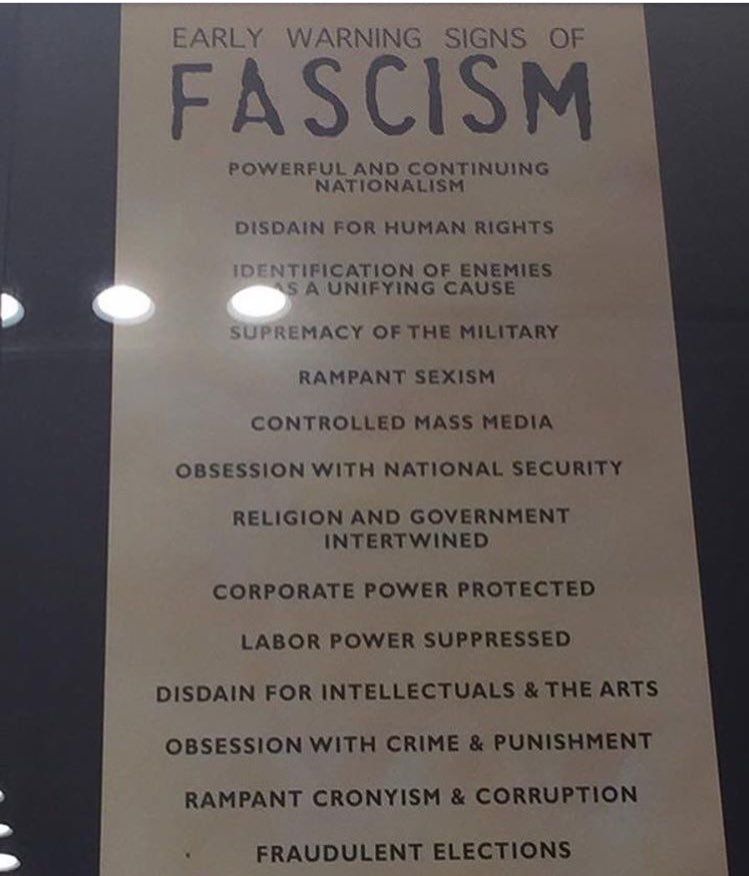 EARLY WARNING SIGNS OF
FASCISM
POWERFUL AND CONTINUING
NATIONALISM
DISDAIN FOR HUMAN RIGHTS
IDENTIFICATION OF ENEMIES
AS A UNIFYING CAUSE
SUPREMACY OF THE MILITARY
RAMPANT SEXISM
CONTROLLED MASS MEDIA
OBSESSION WITH NATIONAL SECURITY
RELIGION AND GOVERNMENT
INTERTWINED
CORPORATE POWER PROTECTED
LABOR POWER SUPPRESSED
DISDAIN FOR INTELLECTUALS & THE ARTS
OBSESSION WITH CRIME & PUNISHMENT
RAMPANT CRONYISM & CORRUPTION
FRAUDULENT ELECTIONS